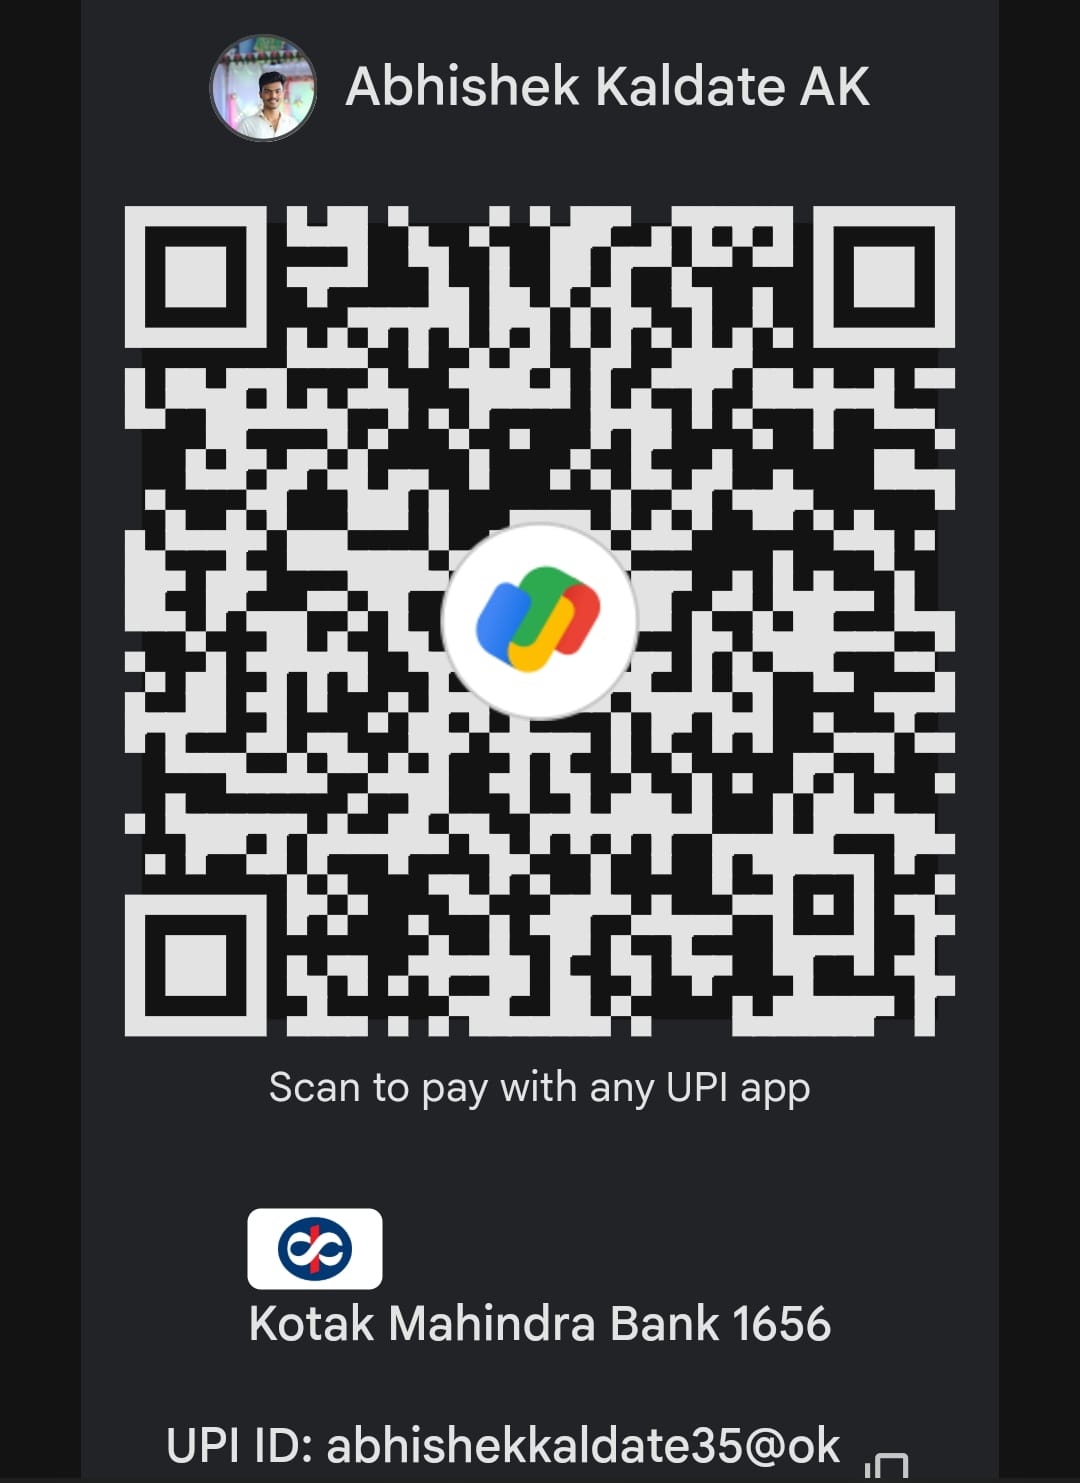 Abhishek Kaldate AK
Scan to pay with any UPI app
Kotak Mahindra Bank 1656
UPI ID: abhishekkaldate35@ok